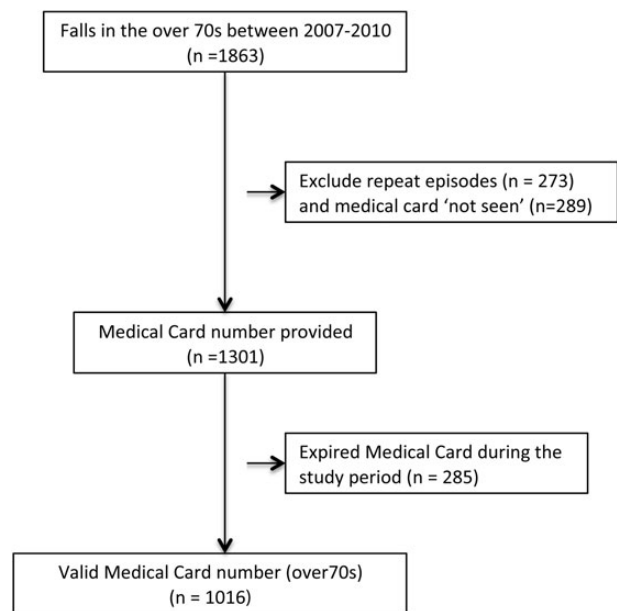 Falls in the over 70s between 2007-2010
(n =1863)
Exclude repeat episodes (n = 273)
and medical card ‘not seen’ (n=289)
Medical Card number provided
(n =1301)
Expired Medical Card during the
study period (n = 285)
Valid Medical Card number (over70s)
n = 1016)